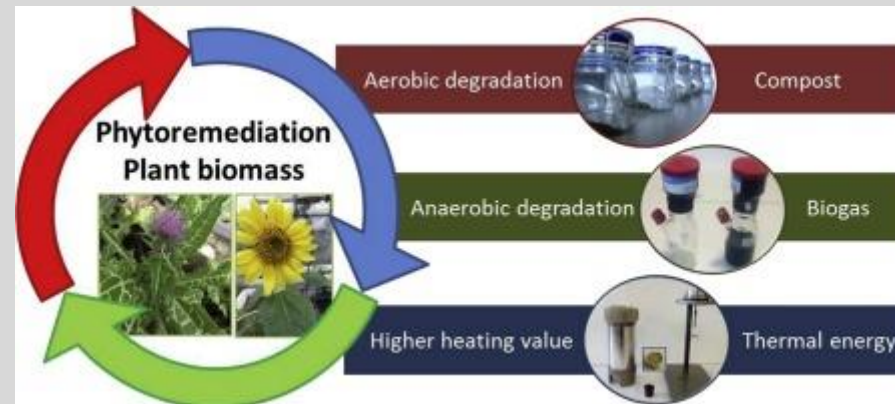 Phytoremediation
Plant biomass
Aerobic degradation Compost
Anaerobic degradation Biogas
Higher heating value Thermal energy